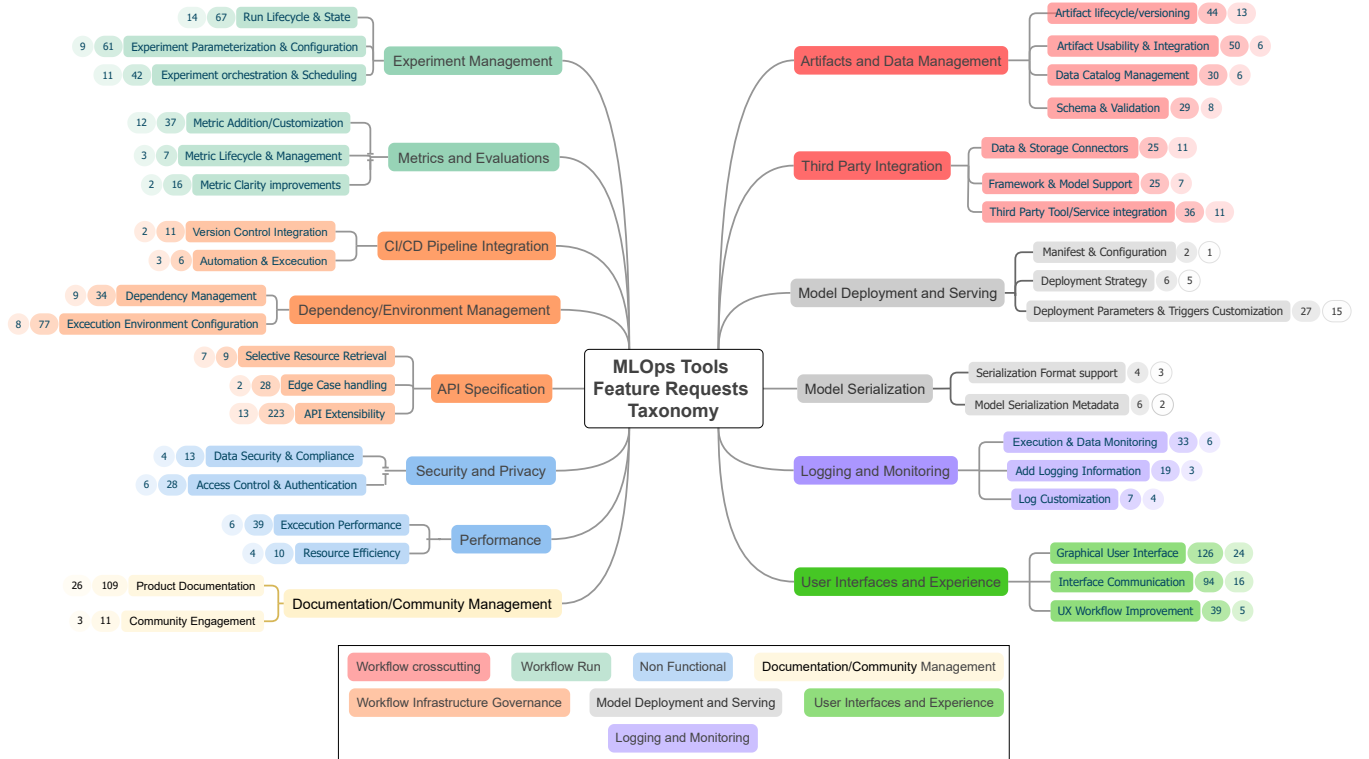 14 67 Run Lifecycle & State
9 61 Experiment Parameterization & Configuration
11 42 Experiment orchestration & Scheduling
Experiment Management
12 37 Metric Addition/Customization
3 7 Metric Lifecycle & Management
2 16 Metric Clarity improvements
Metrics and Evaluations
2 11 Version Control Integration
3 6 Automation & Excecution
CI/CD Pipeline Integration
9 34 Dependency Management
8 77 Excecution Environment Configuration
Dependency/Environment Management
7 9 Selective Resource Retrieval
2 28 Edge Case handling
13 223 API Extensibility
API Specification
4 13 Data Security & Compliance
6 28 Access Control & Authentication
Security and Privacy
6 39 Excecution Performance
4 10 Resource Efficiency
Performance
26 109 Product Documentation
3 11 Community Engagement
Documentation/Community Management
MLOps Tools
Feature Requests
Taxonomy
Artifacts and Data Management
Artifact lifecycle/versioning 44 13
Artifact Usability & Integration 50 6
Data Catalog Management 30 6
Schema & Validation 29 8
Third Party Integration
Data & Storage Connectors 25 11
Framework & Model Support 25 7
Third Party Tool/Service integration 36 11
Model Deployment and Serving
Manifest & Configuration 2 1
Deployment Strategy 6 5
Deployment Parameters & Triggers Customization 27 15
Model Serialization
Serialization Format support 4 3
Model Serialization Metadata 6 2
Logging and Monitoring
Execution & Data Monitoring 33 6
Add Logging Information 19 3
Log Customization 7 4
User Interfaces and Experience
Graphical User Interface 126 24
Interface Communication 94 16
UX Workflow Improvement 39 5
Workflow crosscutting Workflow Run Non Functional Documentation/Community Management
Workflow Infrastructure Governance Model Deployment and Serving User Interfaces and Experience
Logging and Monitoring